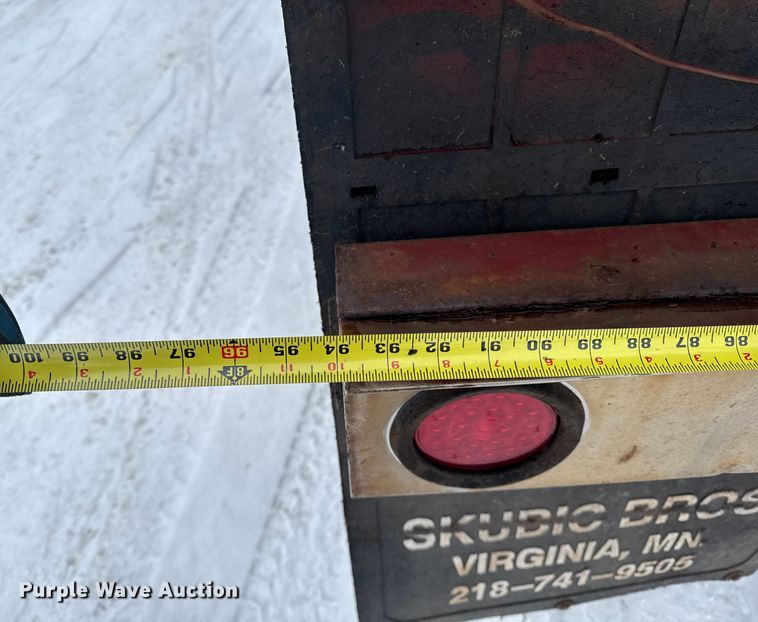 100 99 98 97 96 95 94 93 92 91 90 89 88 87 86
4 3 2 1 8F 11 10 9 8 7 6 5 4 3 2
SKUBIC BROS
VIRGINIA, MN.
218-741-9505
Purple Wave Auction